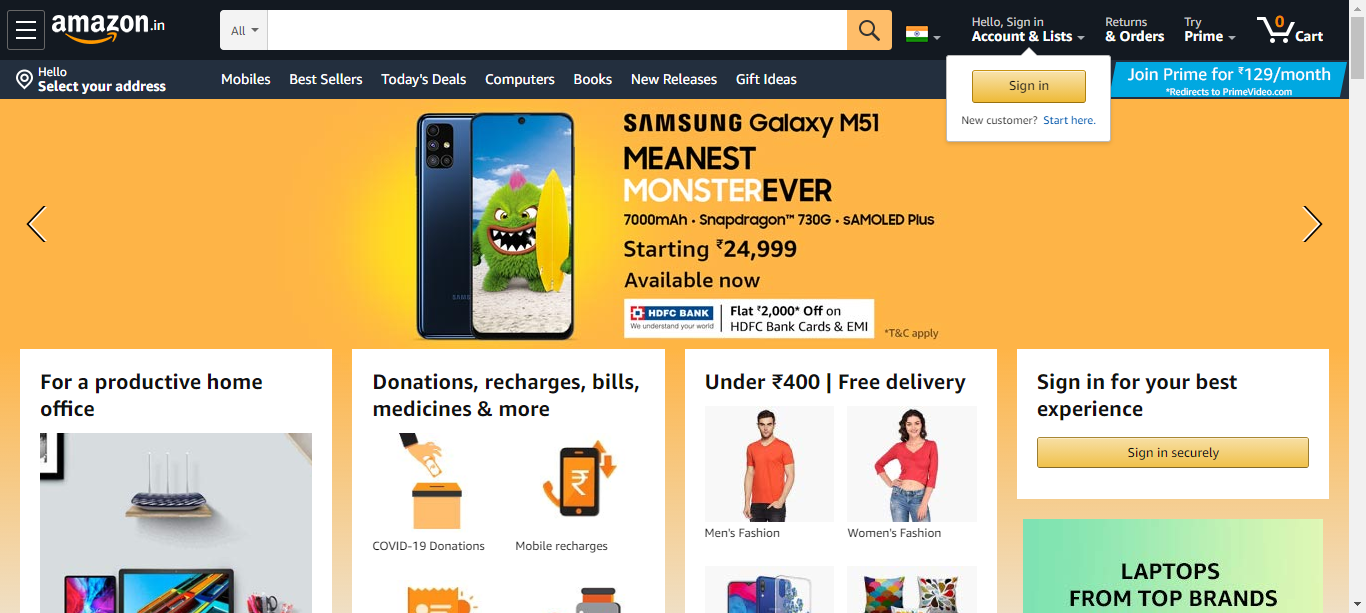 amazon.in
All
Hello, Sign in
Account & Lists
Returns
& Orders
Try
Prime
0
Cart
Hello
Select your address
Mobiles
Best Sellers
Today's Deals
Computers
Books
New Releases
Gift Ideas
Join Prime for ₹129/month
*Redirects to PrimeVideo.com
Sign in
New customer? Start here.
SAMSUNG Galaxy M51
MEANEST
MONSTEREVER
7000mAh • Snapdragon™ 730G • sAMOLED Plus
Starting ₹24,999
Available now
HDFC BANK
We understand your world
Flat ₹2,000* Off on
HDFC Bank Cards & EMI
*T&C apply
SAMS
For a productive home
office
Donations, recharges, bills,
medicines & more
COVID-19 Donations
Mobile recharges
Under ₹400 | Free delivery
Men's Fashion
Women's Fashion
Sign in for your best
experience
Sign in securely
LAPTOPS
FROM TOP BRANDS